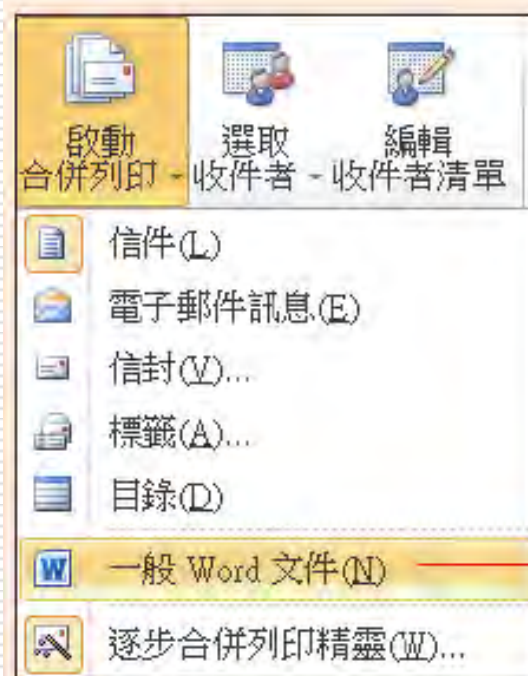 啟動
合併列印
選取
收件者
編輯
收件者清單
信件(L)
電子郵件訊息(E)
信封(V)...
標籤(A)...
目錄(D)
一般 Word 文件(N)
逐步合併列印精靈(W)...